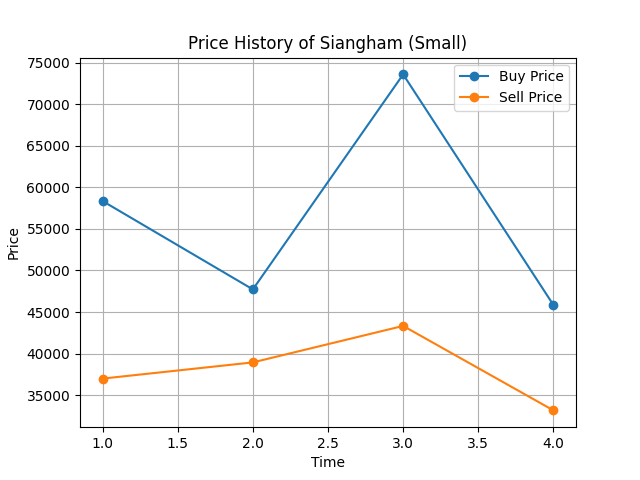 Price History of Siangham (Small)
Buy Price
Sell Price
Price
75000
70000
65000
60000
55000
50000
45000
40000
35000
1.0 1.5 2.0 2.5 3.0 3.5 4.0
Time